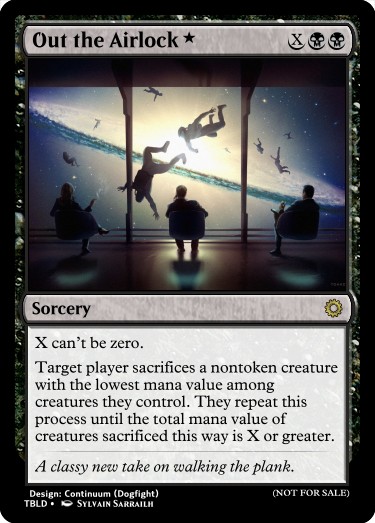 Out the Airlock★ X
Sorcery
X can't be zero.
Target player sacrifices a nontoken creature
with the lowest mana value among
creatures they control. They repeat this
process until the total mana value of
creatures sacrificed this way is X or greater.
A classy new take on walking the plank.
Design: Continuum (Dogfight) (NOT FOR SALE)
TBLD • Sylvain Sarrailh